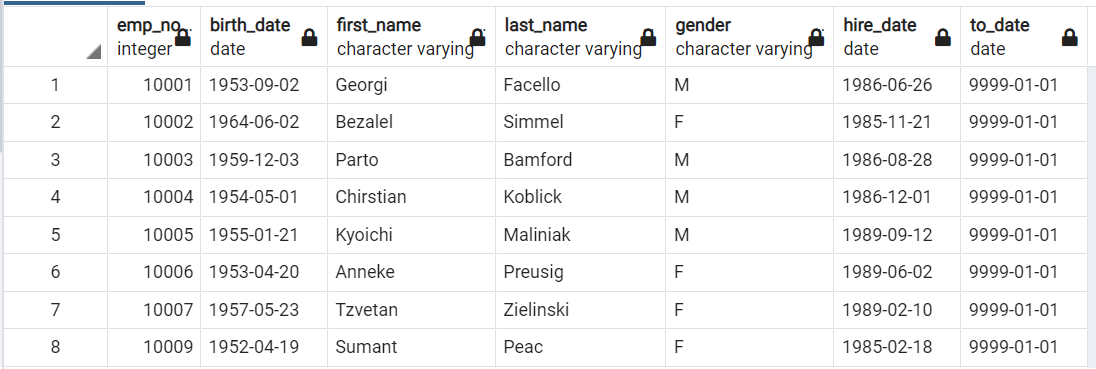 emp_no birth_date first_name last_name gender hire_date to_date
integer date character varying character varying character varying date date
1 10001 1953-09-02 Georgi Facello M 1986-06-26 9999-01-01
2 10002 1964-06-02 Bezalel Simmel F 1985-11-21 9999-01-01
3 10003 1959-12-03 Parto Bamford M 1986-08-28 9999-01-01
4 10004 1954-05-01 Chirstian Koblick M 1986-12-01 9999-01-01
5 10005 1955-01-21 Kyoichi Maliniak M 1989-09-12 9999-01-01
6 10006 1953-04-20 Anneke Preusig F 1989-06-02 9999-01-01
7 10007 1957-05-23 Tzvetan Zielinski F 1989-02-10 9999-01-01
8 10009 1952-04-19 Sumant Peac F 1985-02-18 9999-01-01